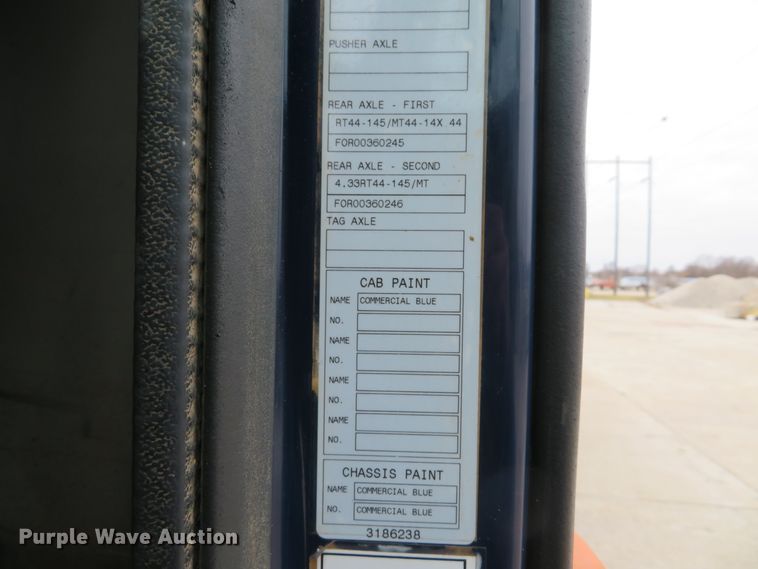 PUSHER AXLE
REAR AXLE - FIRST
RT44-145/MT44-14X 44
FOR00360245
REAR AXLE - SECOND
4.33RT44-145/MT
FOR00360246
TAG AXLE
CAB PAINT
NAME COMMERCIAL BLUE
NO.
NAME
NO.
NAME
NO.
NAME
NO.
CHASSIS PAINT
NAME COMMERCIAL BLUE
NO. COMMERCIAL BLUE
3186238
Purple Wave Auction